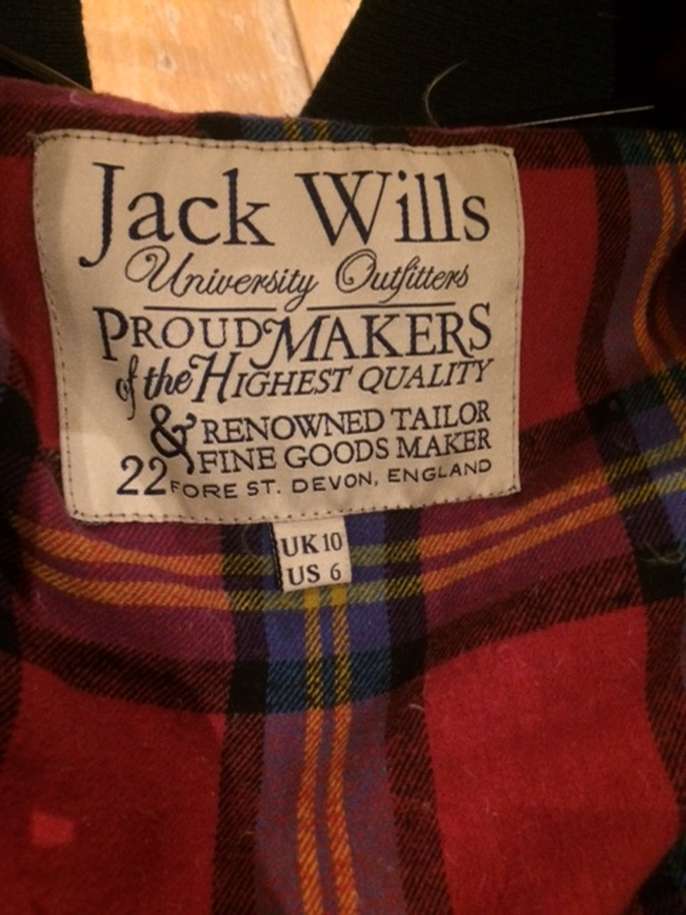 Jack Wills
University Outfitters
PROUD MAKERS
of the HIGHEST QUALITY
& RENOWNED TAILOR
FINE GOODS MAKER
22 FORE ST. DEVON, ENGLAND
UK 10
US 6